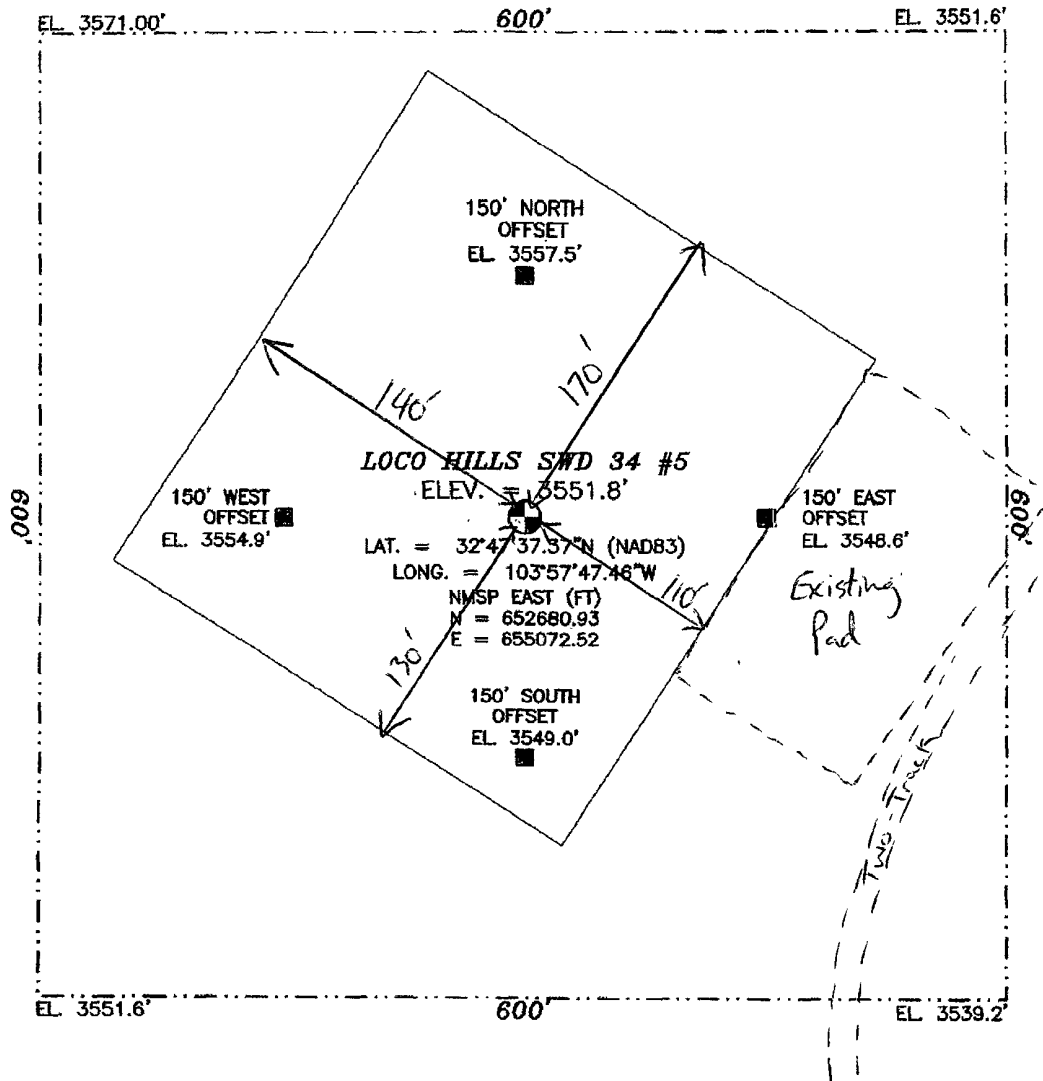 EL. 3571.00'
600'
EL. 3551.6'
150' NORTH
OFFSET
EL. 3557.5'
170'
140'
LOCO HILLS SWD 34 #5
ELEV. = 3551.8'
600'
150' WEST
OFFSET
EL. 3554.9'
150' EAST
OFFSET
EL. 3548.6'
600'
LAT. = 32°47'37.37"N (NAD83)
LONG. = 103°57'47.46"W
NMSP EAST (FT)
N = 652680.93
E = 655072.52
110'
Existing
Pad
130'
150' SOUTH
OFFSET
EL. 3549.0'
Two-Track
EL. 3551.6'
600'
EL. 3539.2'